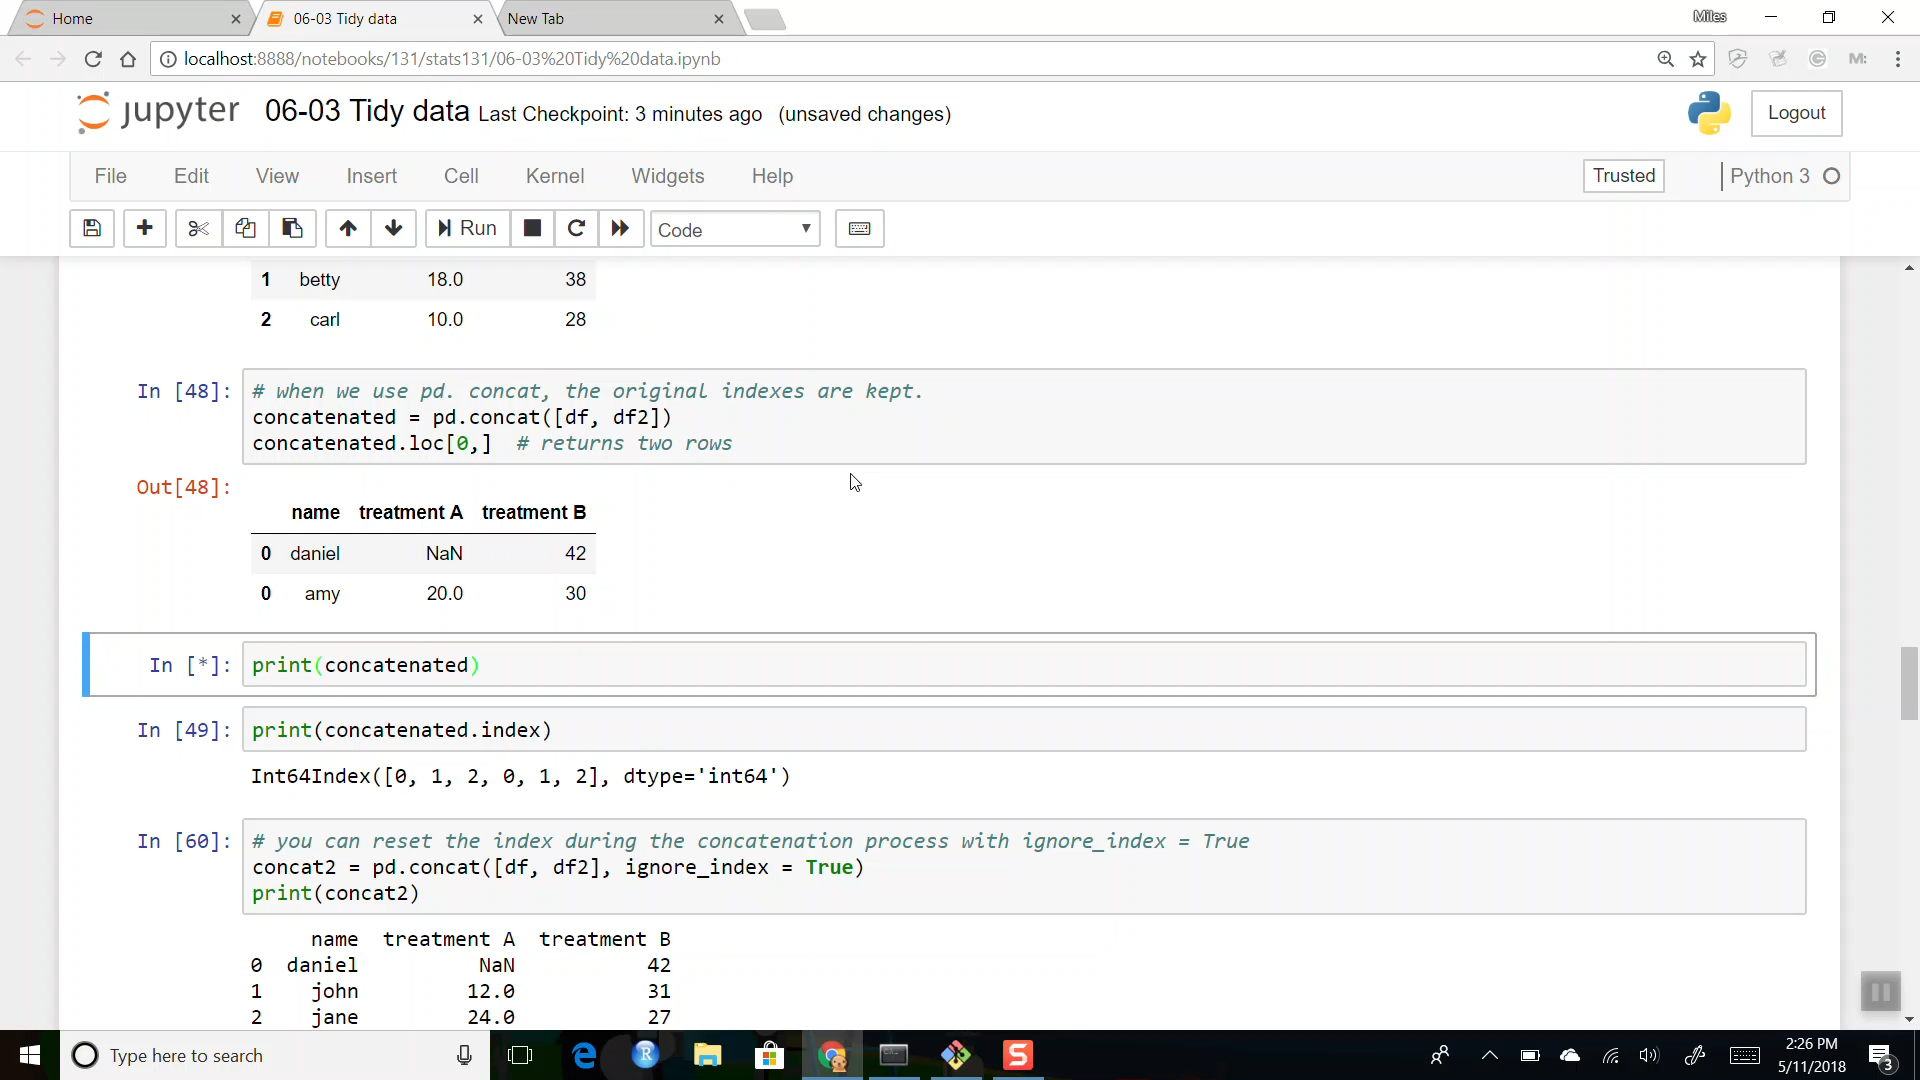 Home
06-03 Tidy data
New Tab
Miles
localhost:8888/notebooks/131/stats131/06-03%20Tidy%20data.ipynb
M:
jupyter 06-03 Tidy data Last Checkpoint: 3 minutes ago (unsaved changes)
Logout
File Edit View Insert Cell Kernel Widgets Help
Trusted
Python 3
Run
Code
1 betty 18.0 38
2 carl 10.0 28
In [48]: # when we use pd. concat, the original indexes are kept.
concatenated = pd.concat([df, df2])
concatenated.loc[0,] # returns two rows
Out[48]:
name treatment A treatment B
0 daniel NaN 42
0 amy 20.0 30
In [*]: print(concatenated)
In [49]: print(concatenated.index)
Int64Index([0, 1, 2, 0, 1, 2], dtype='int64')
In [60]: # you can reset the index during the concatenation process with ignore_index = True
concat2 = pd.concat([df, df2], ignore_index = True)
print(concat2)
name treatment A treatment B
0 daniel NaN 42
1 john 12.0 31
2 jane 24.0 27
Type here to search
R
S
2:26 PM
5/11/2018
3